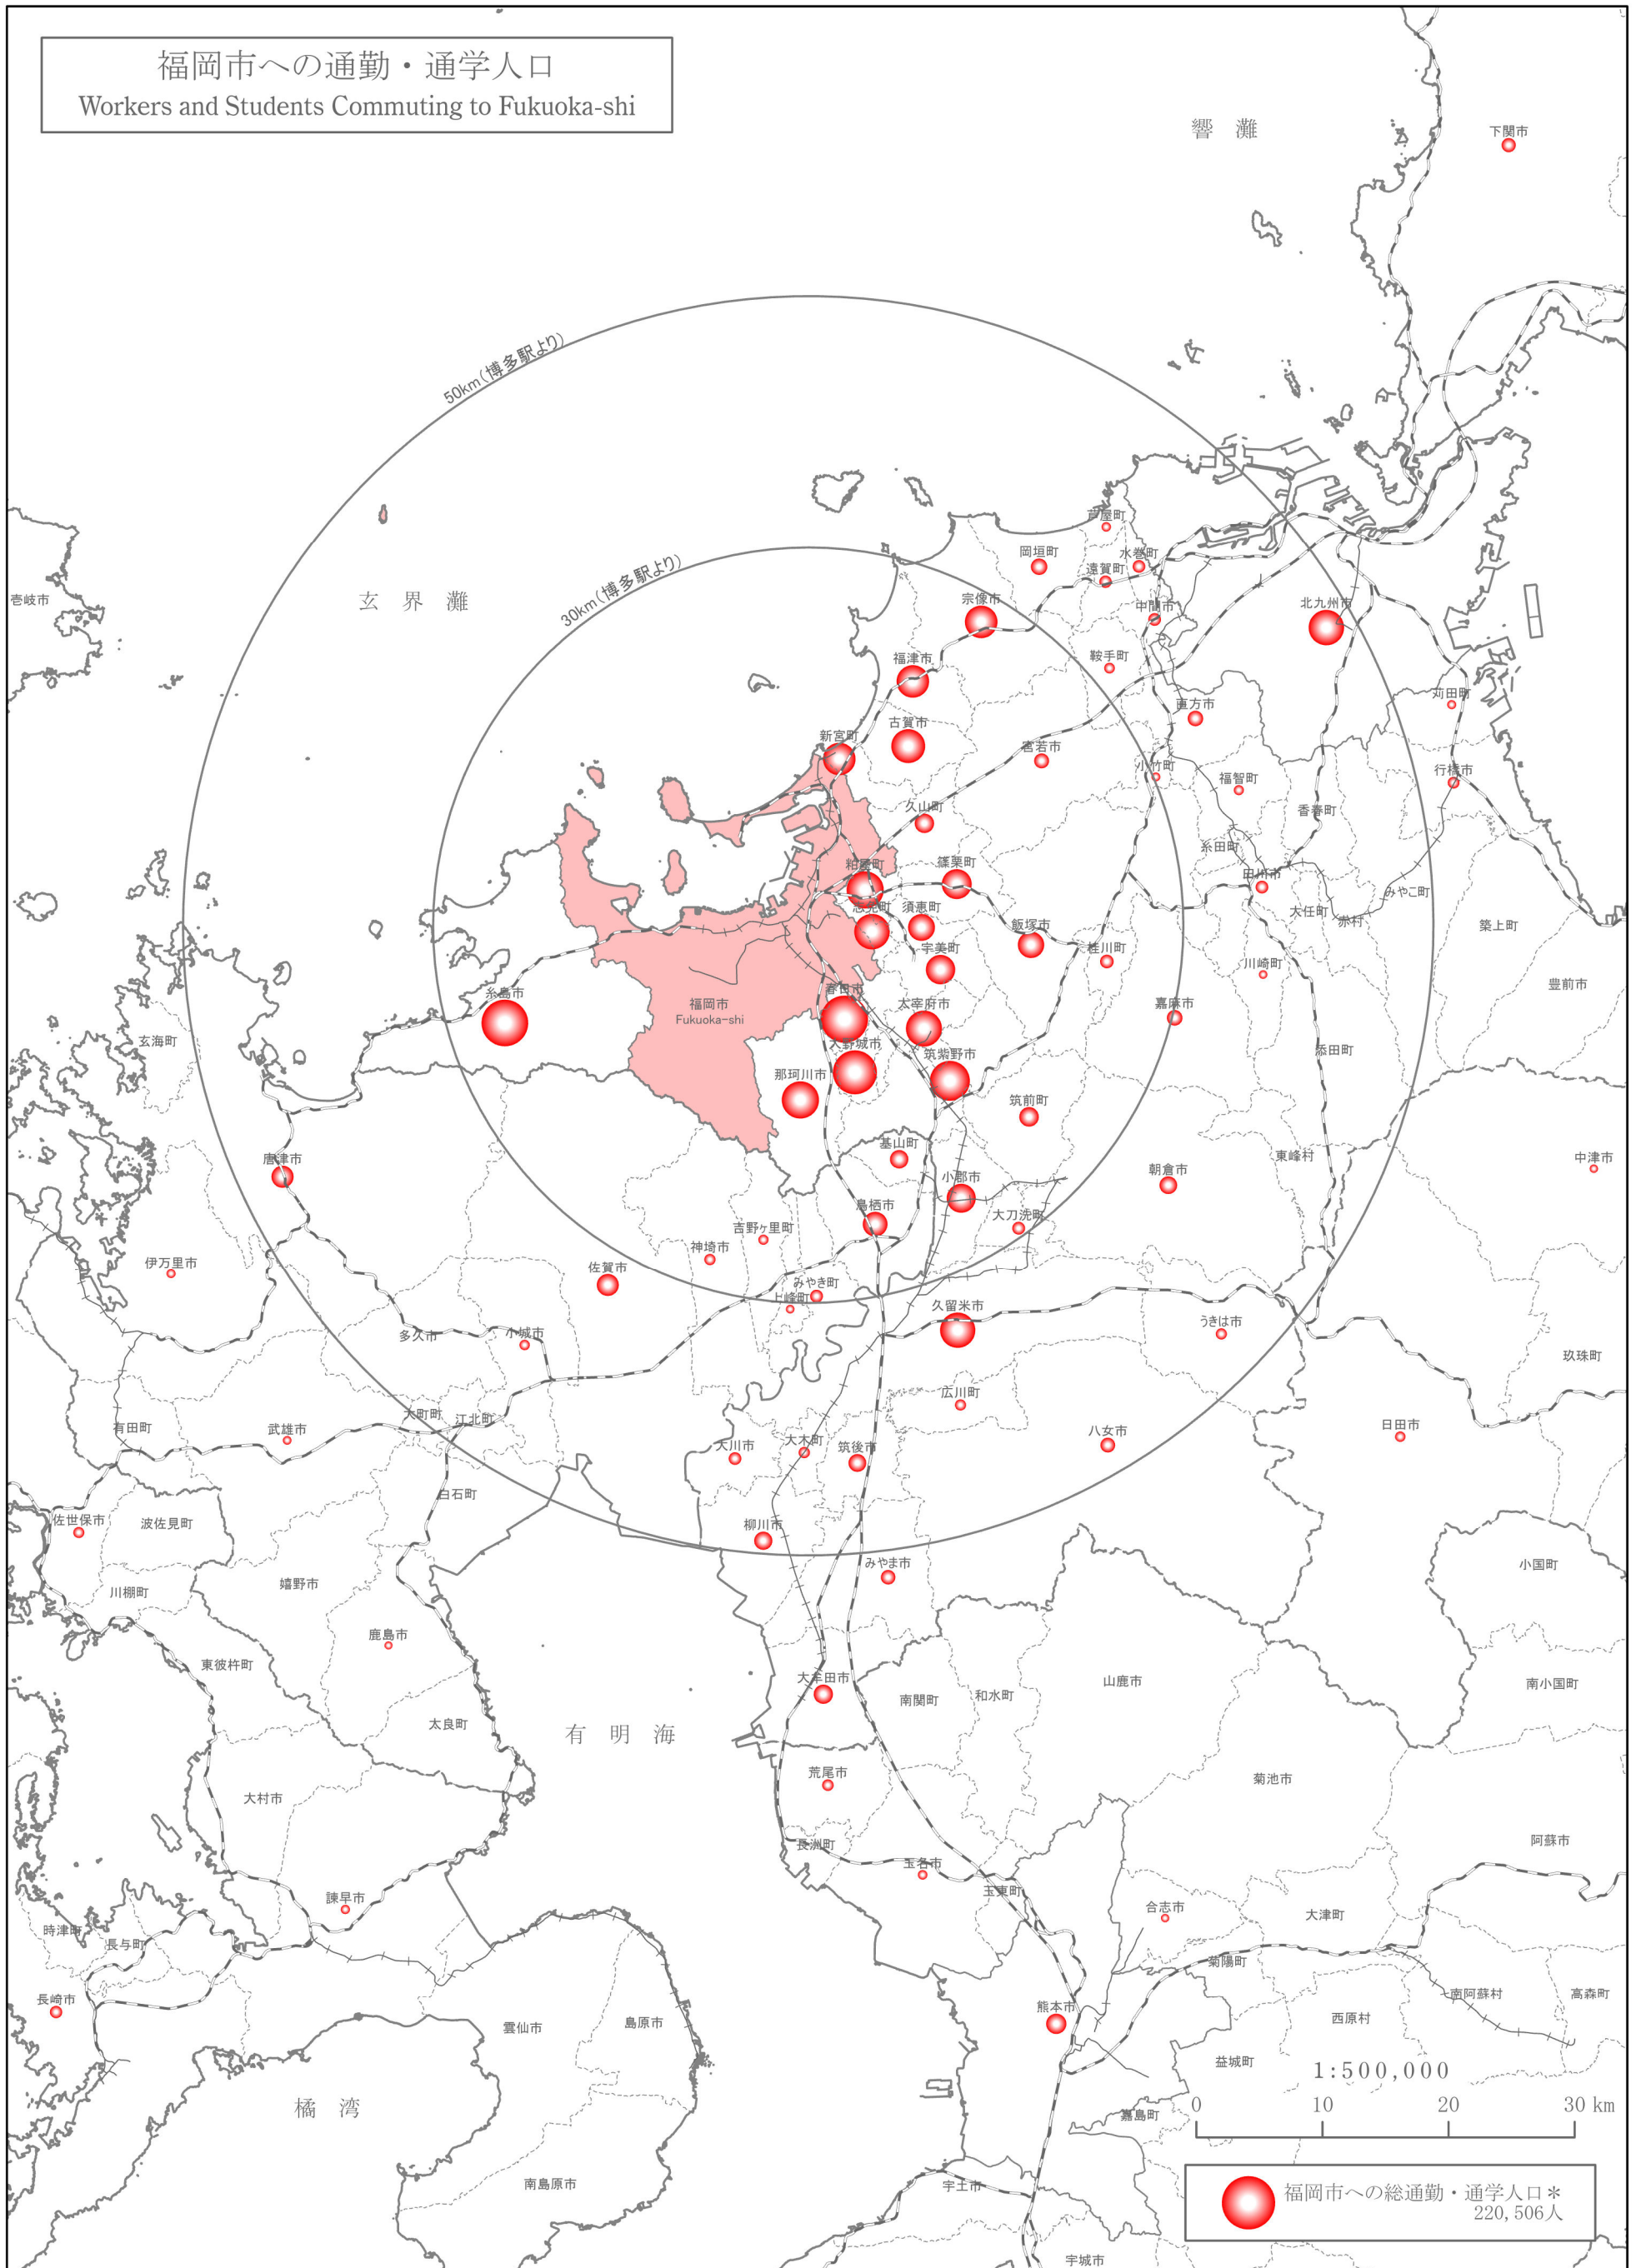 福岡市への通勤・通学人口
Workers and Students Commuting to Fukuoka-shi
響 灘
下関市
50km(博多駅より)
30km(博多駅より)
玄 界 灘
壱岐市
芦屋町
岡垣町
水巻町
遠賀町
宗像市
中間市
北九州市
福津市
鞍手町
直方市
苅田町
古賀市
新宮町
宮若市
小竹町
福智町
行橋市
久山町
香春町
糸田町
粕屋町
篠栗町
田川市
みやこ町
志免町
須恵町
飯塚市
大任町
赤村
築上町
宇美町
桂川町
川崎町
豊前市
糸島市
福岡市
Fukuoka-shi
春日市
太宰府市
嘉麻市
玄海町
大野城市
筑紫野市
添田町
那珂川市
筑前町
基山町
東峰村
中津市
唐津市
朝倉市
小郡市
鳥栖市
大刀洗町
吉野ヶ里町
神埼市
伊万里市
佐賀市
みやき町
上峰町
久留米市
うきは市
多久市
小城市
玖珠町
広川町
大町町
江北町
有田町
武雄市
八女市
日田市
大川市
大木町
筑後市
白石町
佐世保市
波佐見町
柳川市
みやま市
小国町
川棚町
嬉野市
鹿島市
東彼杵町
大牟田市
南関町
和水町
山鹿市
南小国町
太良町
有 明 海
荒尾市
菊池市
大村市
長洲町
阿蘇市
玉名市
玉東町
諫早市
合志市
大津町
時津町
長与町
菊陽町
長崎市
熊本市
南阿蘇村
高森町
西原村
雲仙市
島原市
益城町
1:500,000
橘 湾
嘉島町
0 10 20 30 km
南島原市
宇土市
福岡市への総通勤・通学人口＊
220,506人
宇城市